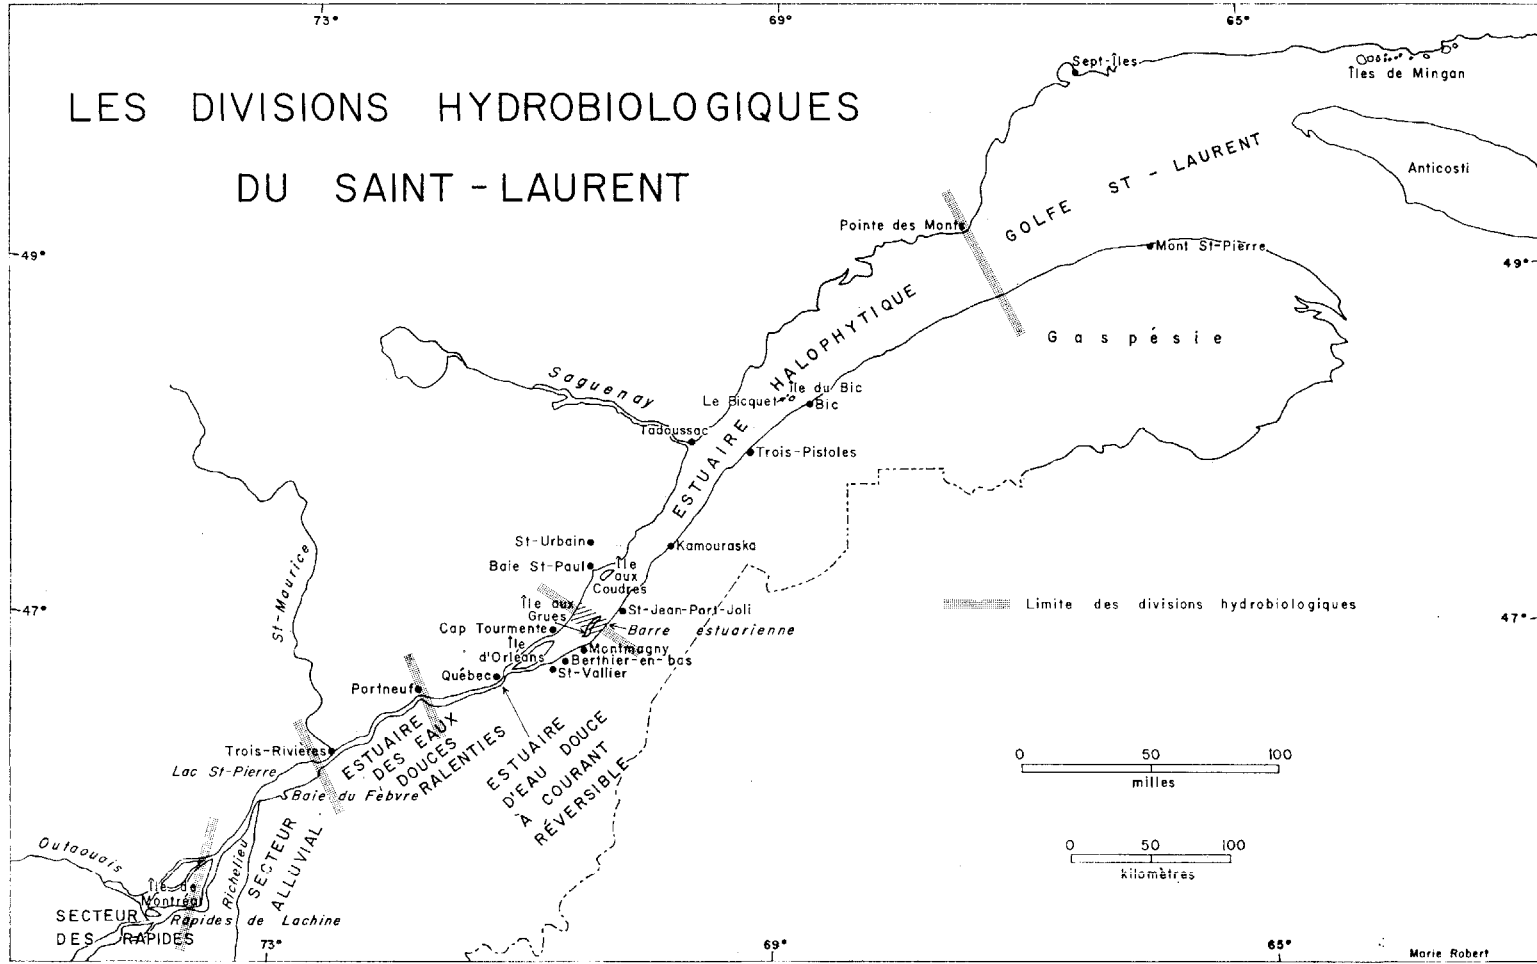 73°
69°
65°
Sept-Îles
Îles de Mingan
LES DIVISIONS HYDROBIOLOGIQUES
DU SAINT-LAURENT
Anticosti
GOLFE ST-LAURENT
Pointe des Monts
Mont St-Pierre
49°
49°
Gaspésie
ESTUAIRE HALOPHYTIQUE
Saguenay
Île du Bic
Le Bicquet
Bic
Tadoussac
Trois-Pistoles
St-Urbain
Kamouraska
Baie St-Paul
Île
aux
Coudres
St-Maurice
47°
Île aux
Grues
St-Jean-Port-Joli
Limite des divisions hydrobiologiques
47°
Cap Tourmente
Barre estuarienne
Île
d'Orléans
Montmagny
Berthier-en-bas
St-Vallier
Québec
Portneuf
Trois-Rivières
Lac St-Pierre
Baie du Febvre
ESTUAIRE
DES EAUX
DOUCES
RALENTIES
ESTUAIRE
D'EAU DOUCE
À COURANT
RÉVERSIBLE
0 50 100
milles
0 50 100
kilomètres
SECTEUR
ALLUVIAL
Richelieu
Outaouais
Île de
Montréal
Rapides de Lachine
SECTEUR
DES RAPIDES
73°
69°
65°
Marie Robert